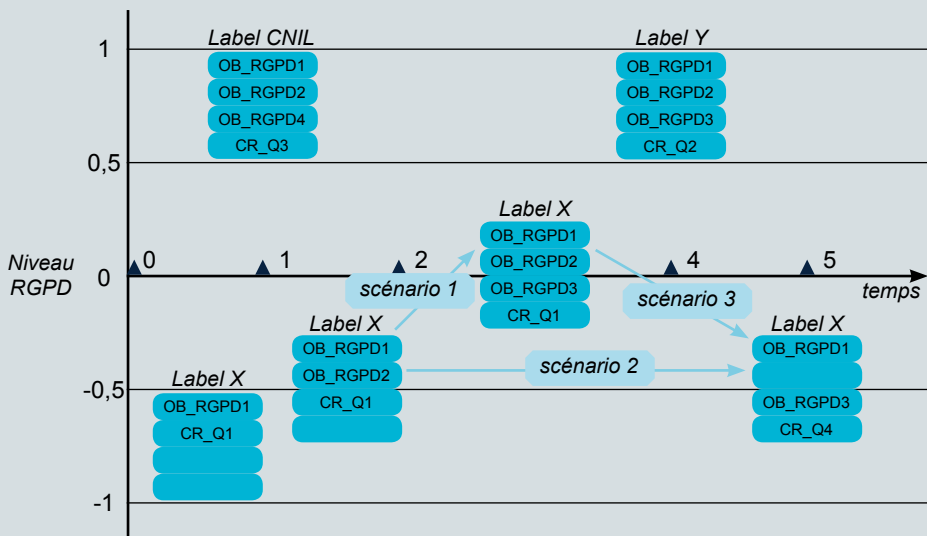 1
0,5
Niveau
RGPD
0
-0,5
-1
0
1
2
4
5
temps
Label CNIL
OB_RGPD1
OB_RGPD2
OB_RGPD4
CR_Q3
Label Y
OB_RGPD1
OB_RGPD2
OB_RGPD3
CR_Q2
Label X
OB_RGPD1
CR_Q1
Label X
OB_RGPD1
OB_RGPD2
CR_Q1
Label X
OB_RGPD1
OB_RGPD2
OB_RGPD3
CR_Q1
Label X
OB_RGPD1
OB_RGPD3
CR_Q4
scénario 1
scénario 2
scénario 3